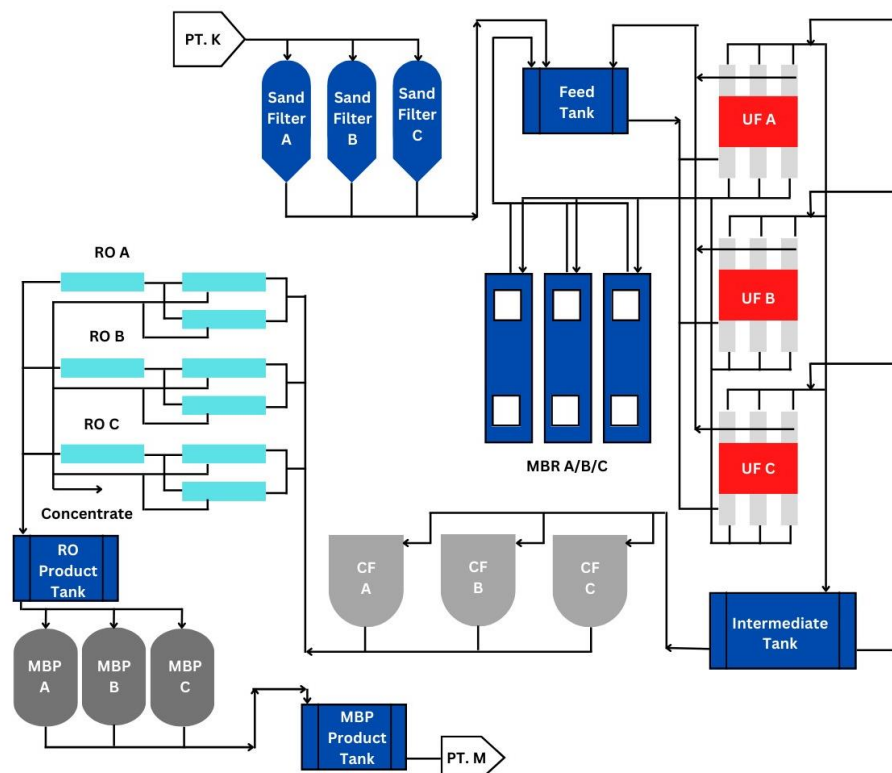 PT. K
Sand
Filter
A
Sand
Filter
B
Sand
Filter
C
Feed
Tank
UF A
UF B
UF C
MBR A/B/C
RO A
RO B
RO C
Concentrate
RO
Product
Tank
CF
A
CF
B
CF
C
Intermediate
Tank
MBP
A
MBP
B
MBP
C
MBP
Product
Tank
PT. M